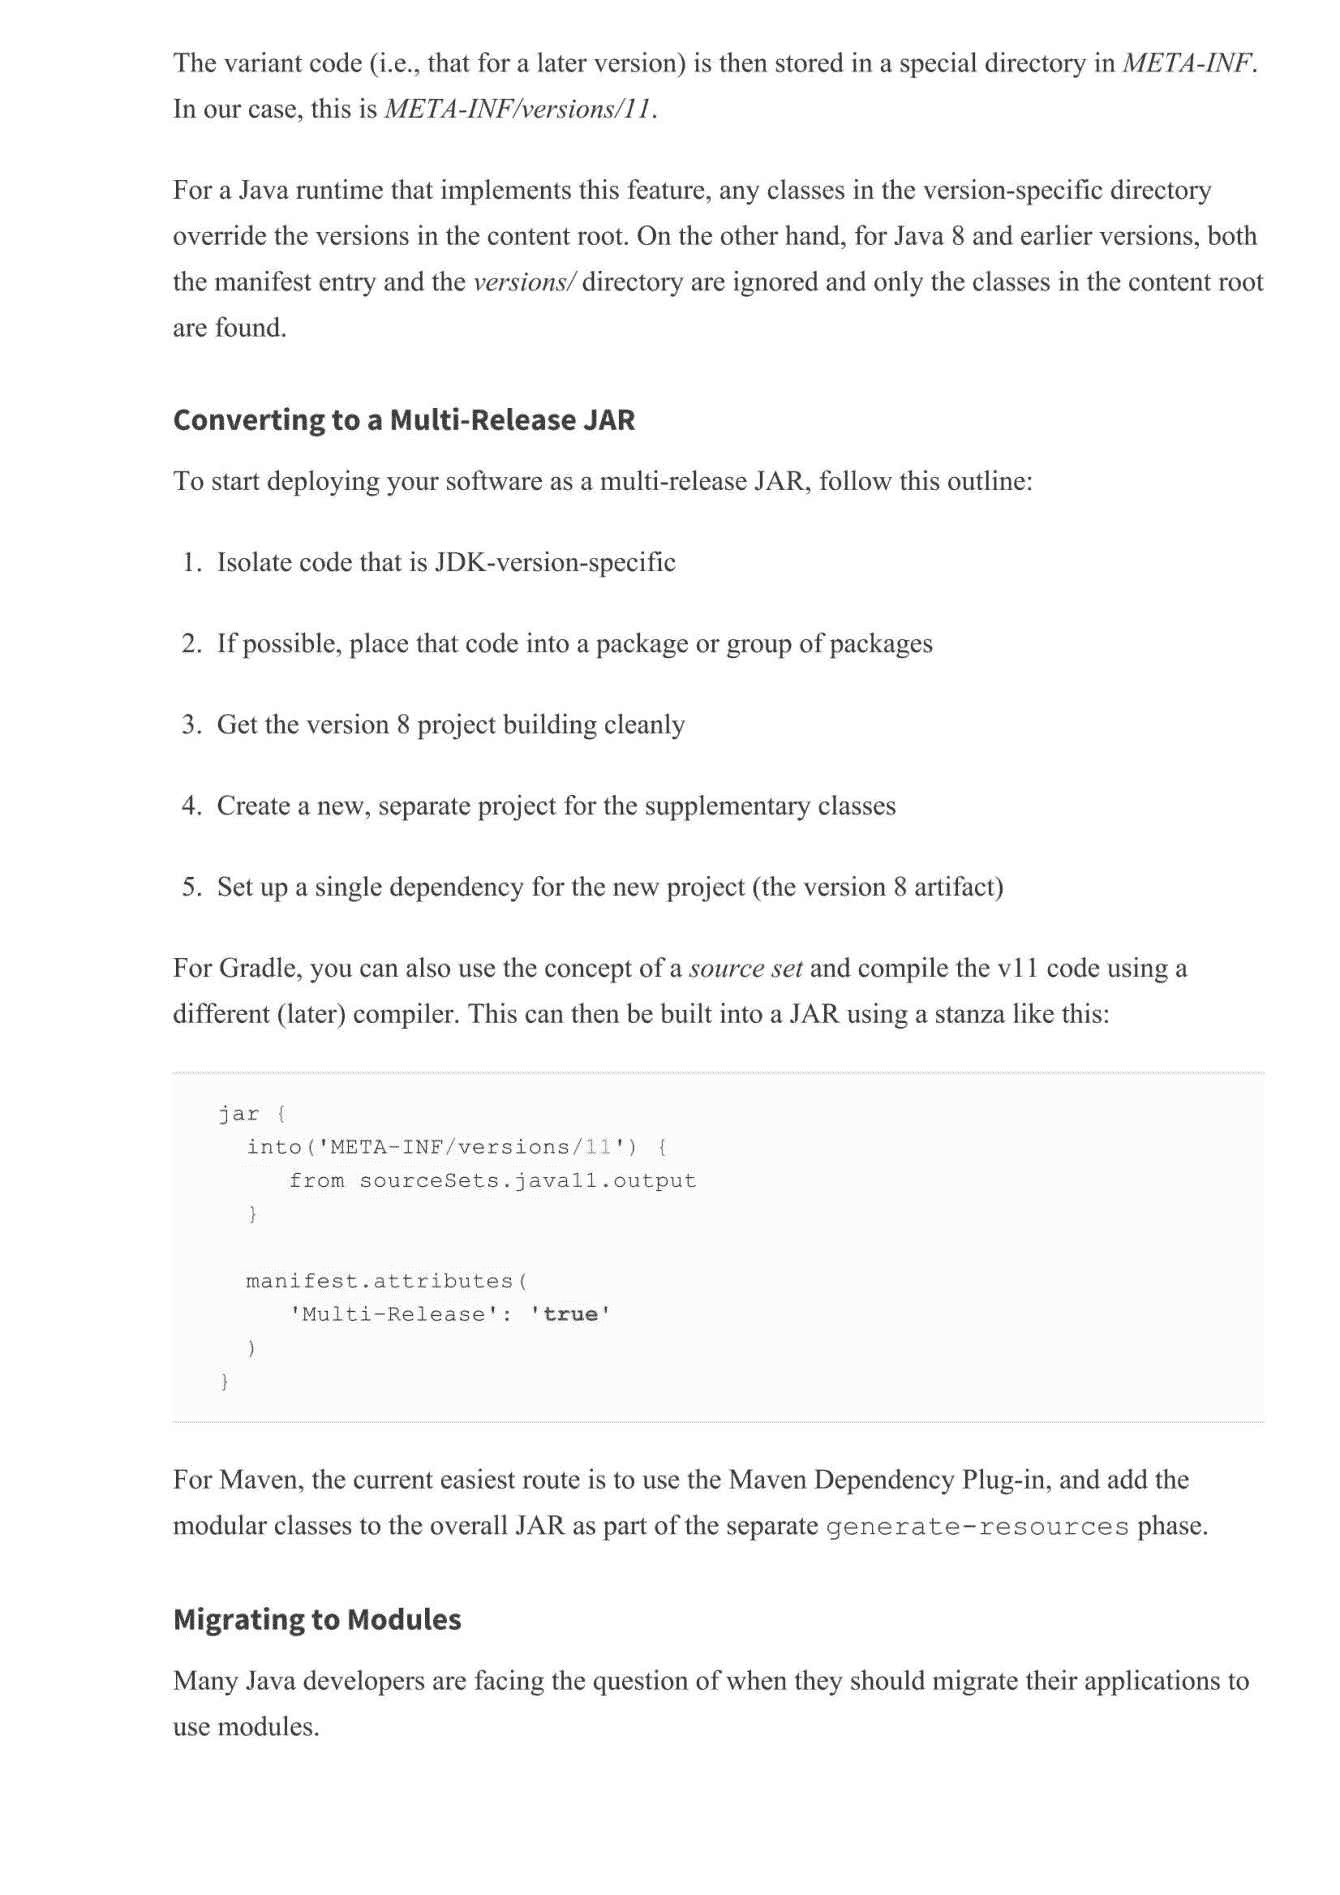 The variant code (i.e., that for a later version) is then stored in a special directory in META-INF.
In our case, this is META-INF/versions/11.
For a Java runtime that implements this feature, any classes in the version-specific directory
override the versions in the content root. On the other hand, for Java 8 and earlier versions, both
the manifest entry and the versions/ directory are ignored and only the classes in the content root
are found.
Converting to a Multi-Release JAR
To start deploying your software as a multi-release JAR, follow this outline:
1. Isolate code that is JDK-version-specific
2. If possible, place that code into a package or group of packages
3. Get the version 8 project building cleanly
4. Create a new, separate project for the supplementary classes
5. Set up a single dependency for the new project (the version 8 artifact)
For Gradle, you can also use the concept of a source set and compile the v11 code using a
different (later) compiler. This can then be built into a JAR using a stanza like this:
jar {
  into('META-INF/versions/11') {
     from sourceSets.java11.output
  }
  manifest.attributes(
     'Multi-Release': 'true'
  )
}
For Maven, the current easiest route is to use the Maven Dependency Plug-in, and add the
modular classes to the overall JAR as part of the separate generate-resources phase.
Migrating to Modules
Many Java developers are facing the question of when they should migrate their applications to
use modules.